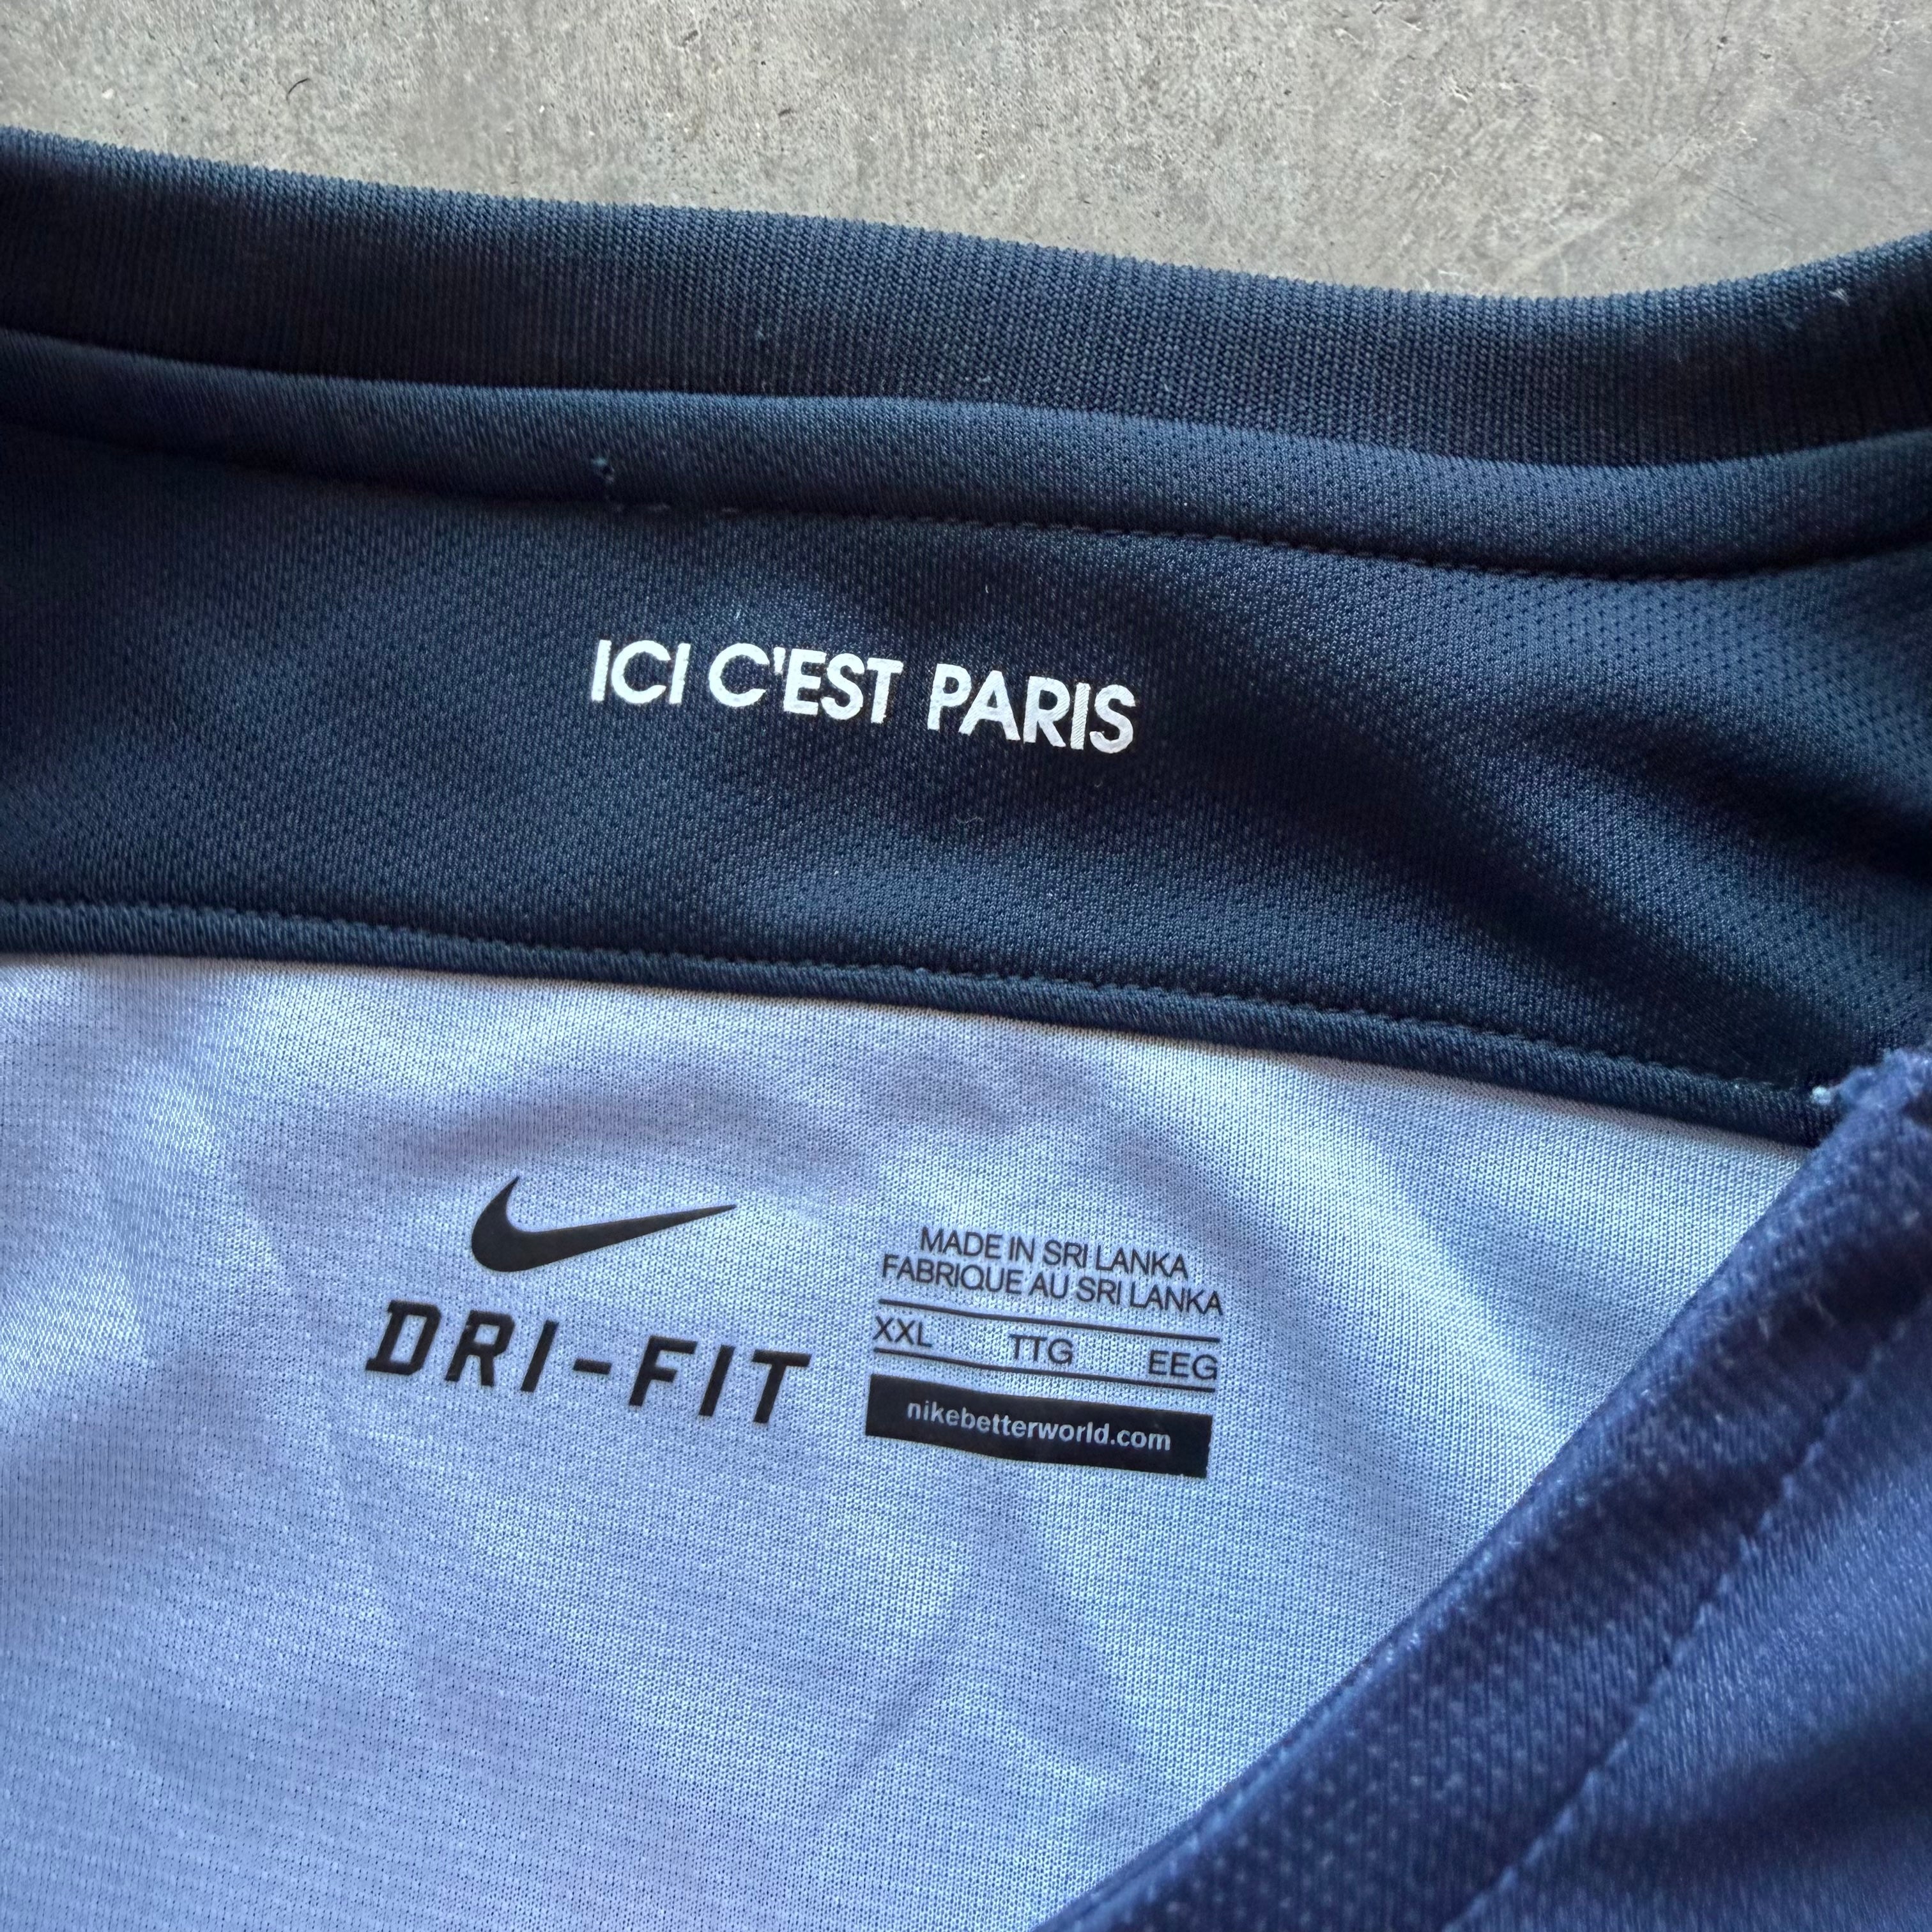 ICI C'EST PARIS
DRI-FIT
MADE IN SRI LANKA
FABRIQUE AU SRI LANKA
XXL TTG EEG
nikebetterworld.com